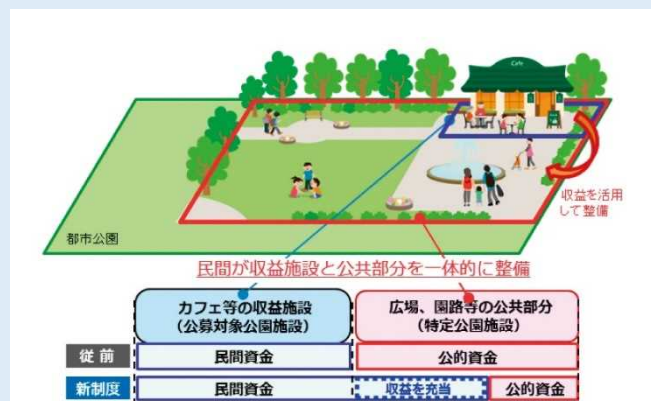 Cafe
収益を活用
して整備
都市公園
民間が収益施設と公共部分を一体的に整備
カフェ等の収益施設
(公募対象公園施設)
広場、園路等の公共部分
(特定公園施設)
従前
民間資金
公的資金
新制度
民間資金
収益を充当
公的資金